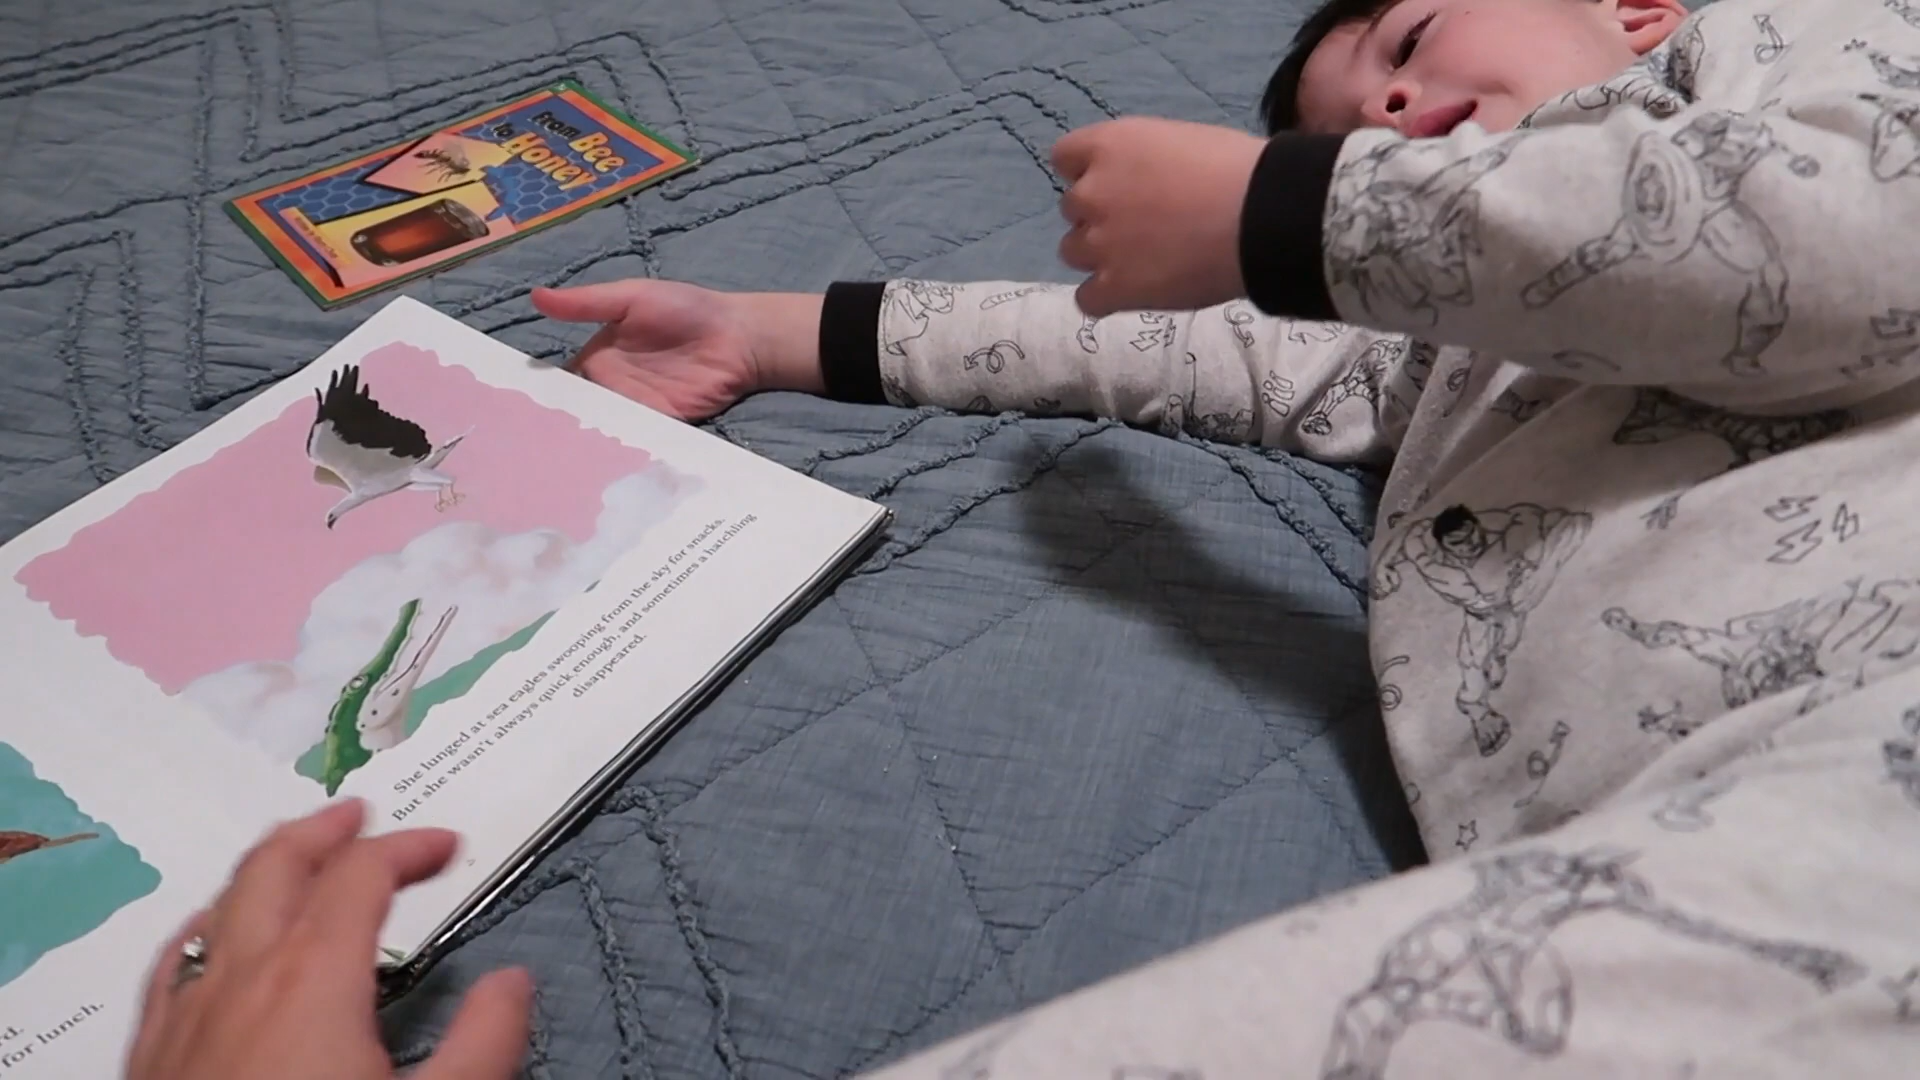 From Bee
to Honey
She lunged at sea eagles swooping from the sky for snacks.
But she wasn't always quick enough, and sometimes a hatchling
disappeared.
for lunch.